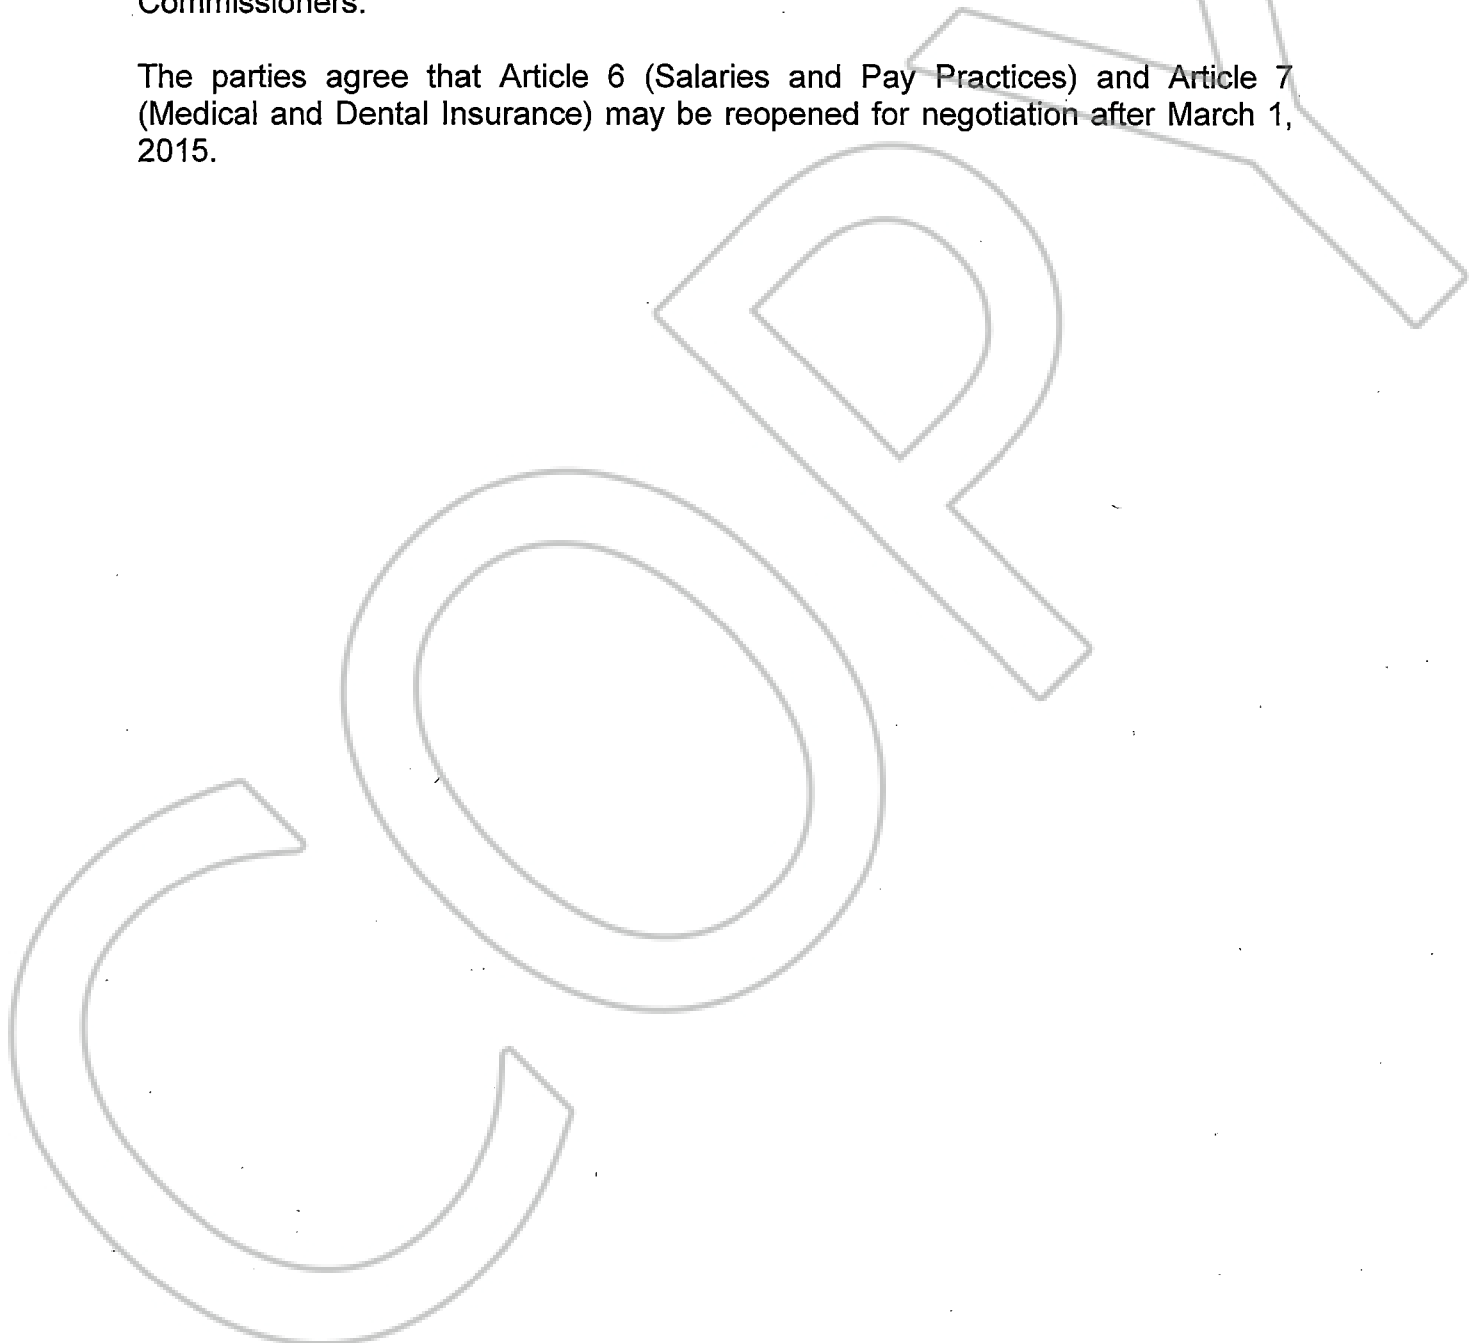 Commissioners.
The parties agree that Article 6 (Salaries and Pay Practices) and Article 7
(Medical and Dental Insurance) may be reopened for negotiation after March 1,
2015.
COPY